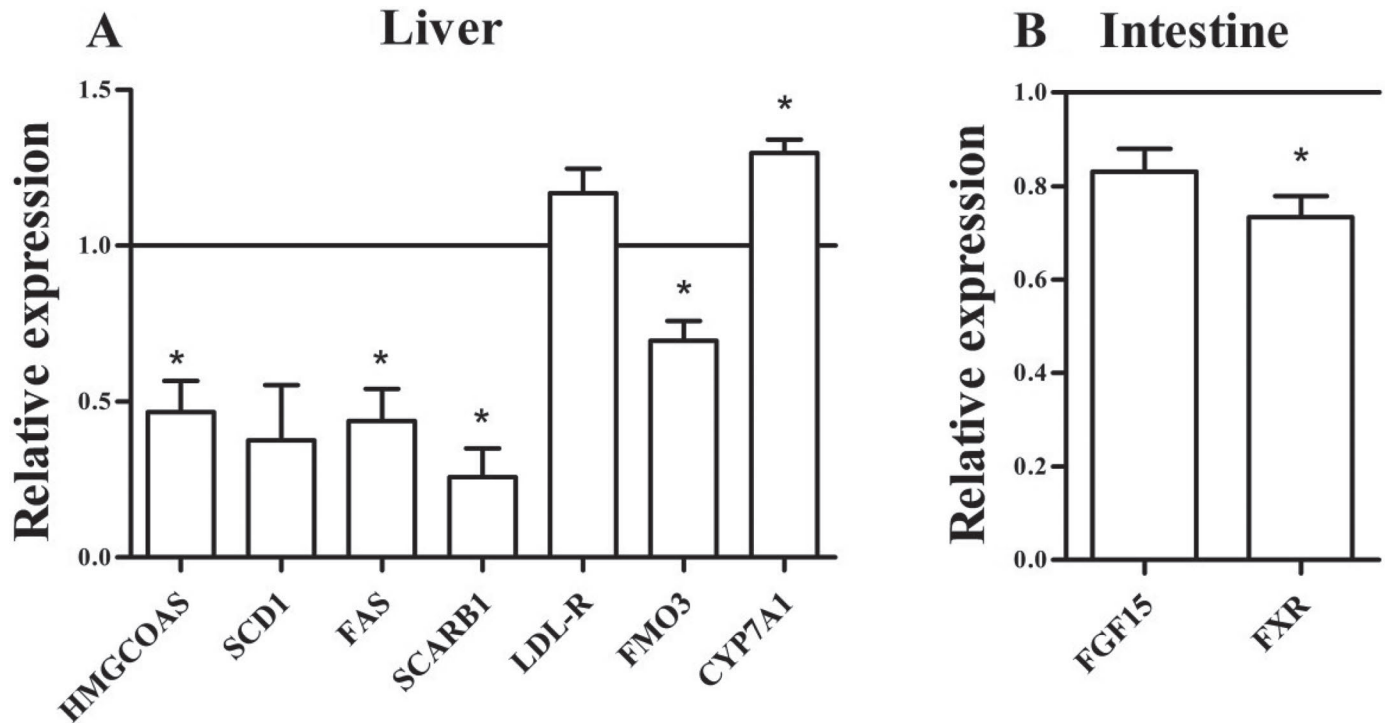 A Liver
Relative expression
1.5
1.0
0.5
0.0
*
*
*
*
*
HMGCOAS
SCD1
FAS
SCARB1
LDL-R
FMO3
CYP7A1
B Intestine
Relative expression
1.0
0.8
0.6
0.4
0.2
0.0
*
FGF15
FXR